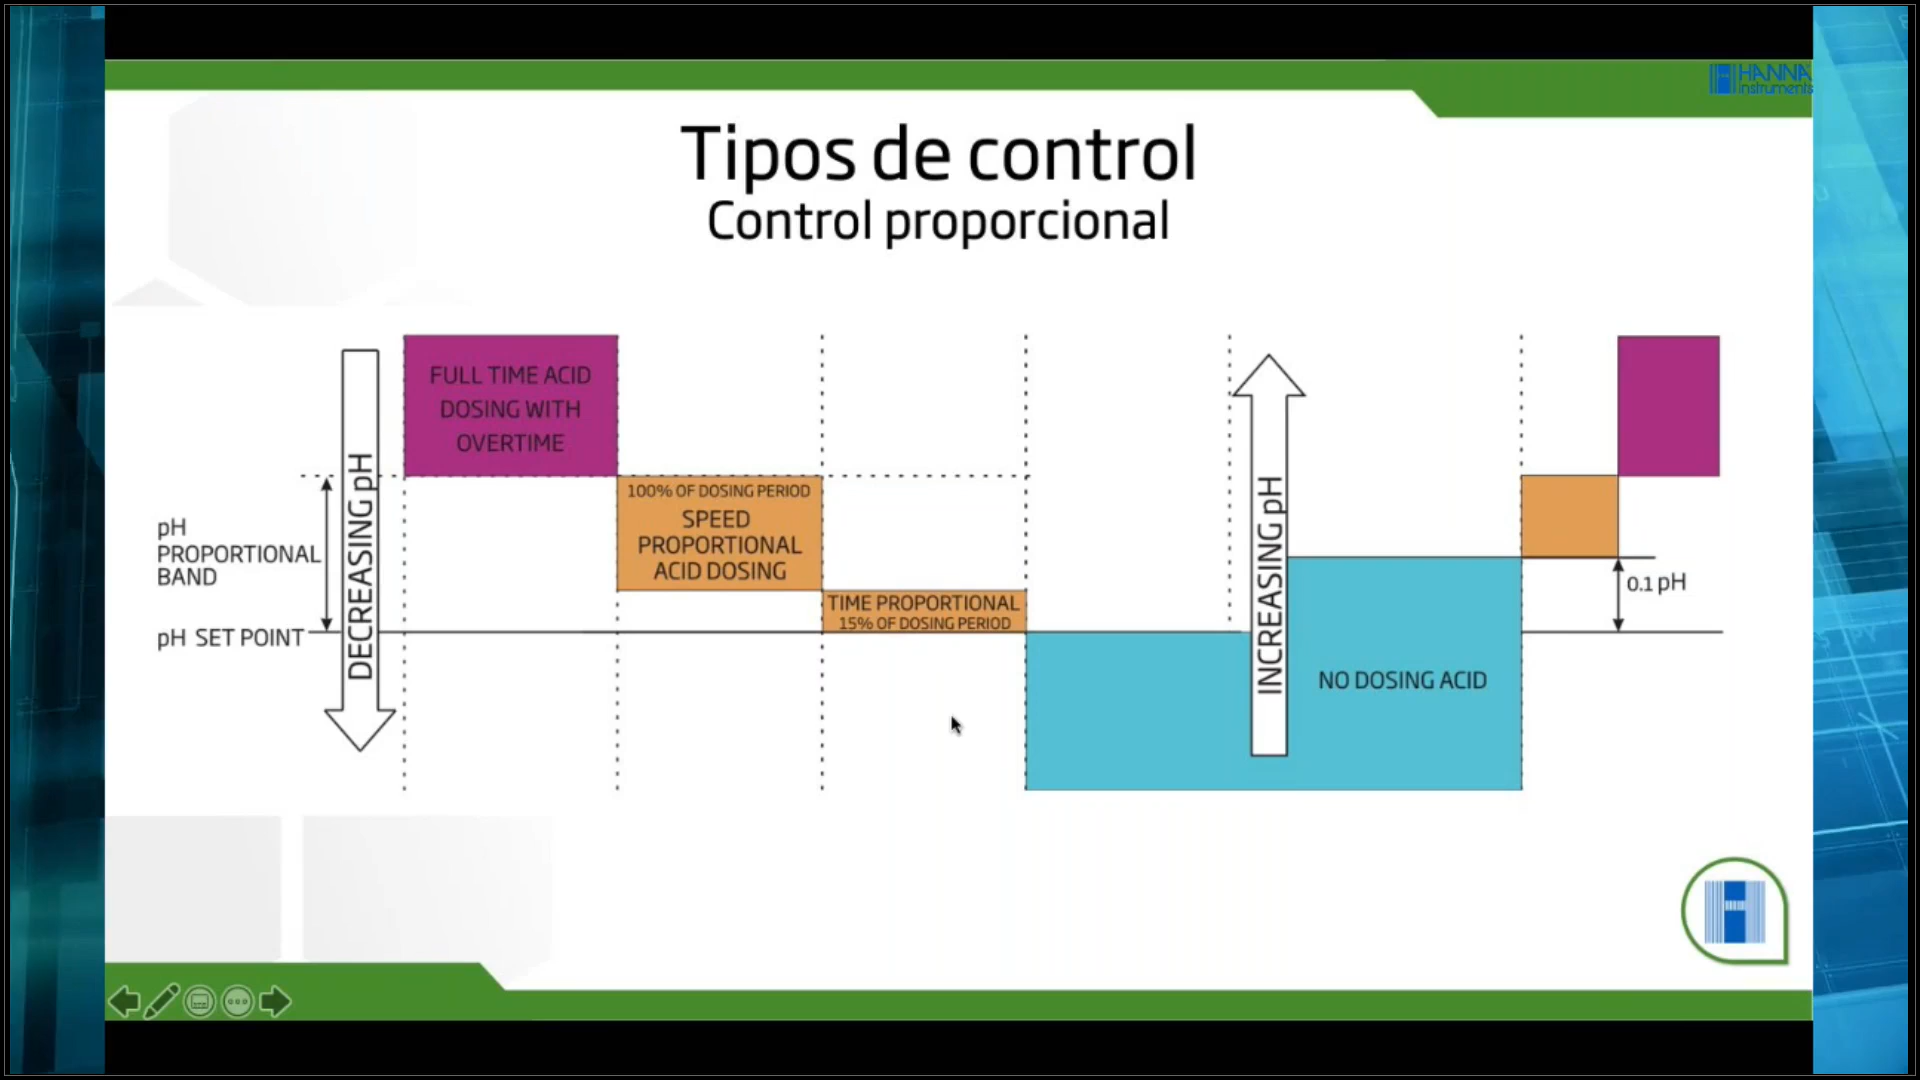 HANNA
instruments
Tipos de control
Control proporcional
FULL TIME ACID
DOSING WITH
OVERTIME
DECREASING pH
pH
PROPORTIONAL
BAND
pH SET POINT
100% OF DOSING PERIOD
SPEED
PROPORTIONAL
ACID DOSING
TIME PROPORTIONAL
15% OF DOSING PERIOD
INCREASING pH
NO DOSING ACID
0.1 pH